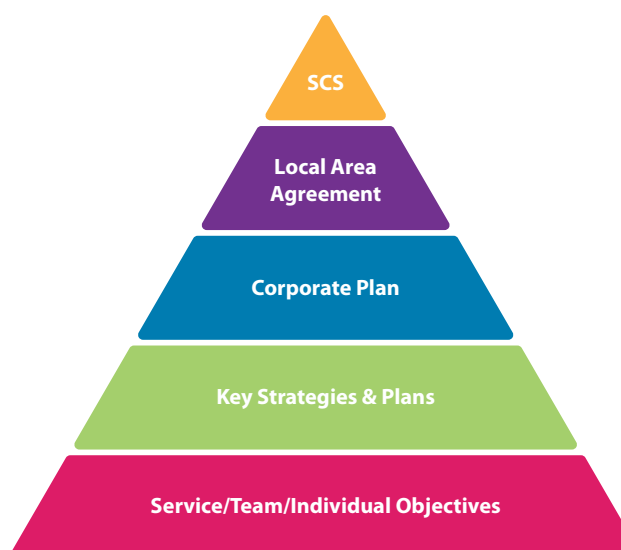 SCS
Local Area
Agreement
Corporate Plan
Key Strategies & Plans
Service/Team/Individual Objectives